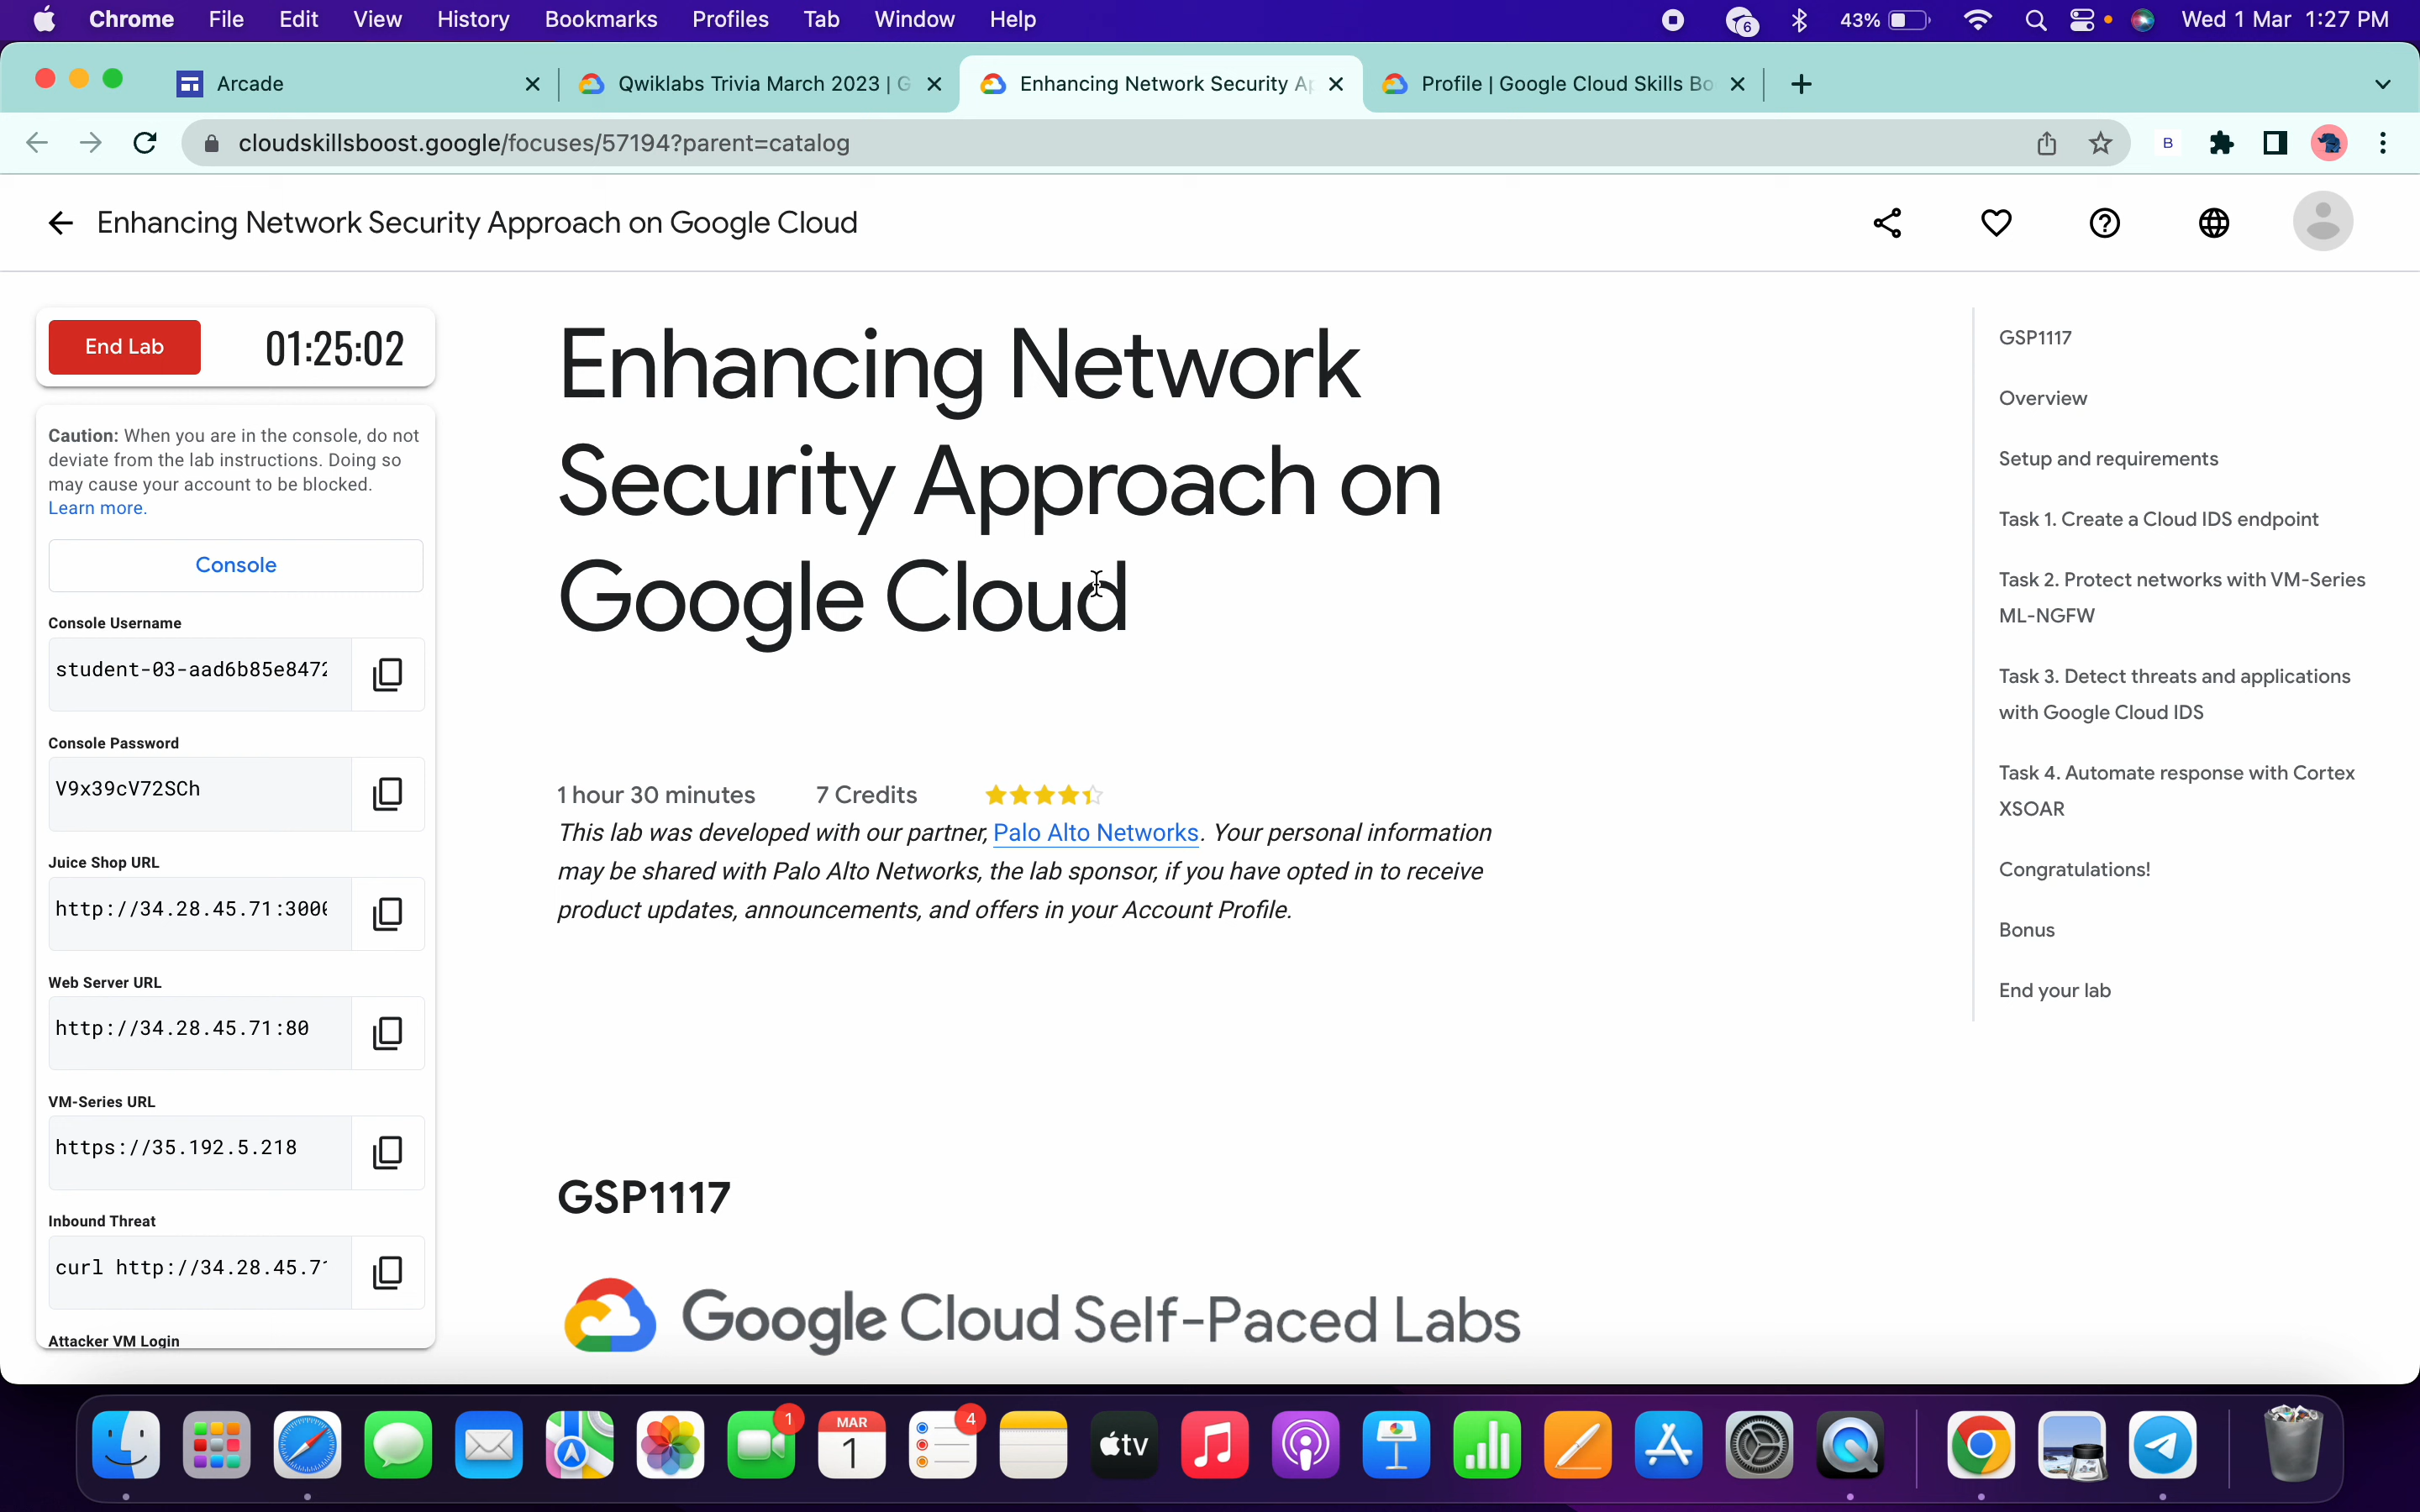 Chrome File Edit View History Bookmarks Profiles Tab Window Help 6 43% Wed 1 Mar 1:27 PM
Arcade Qwiklabs Trivia March 2023 | G Enhancing Network Security Ap Profile | Google Cloud Skills Bo
cloudskillsboost.google/focuses/57194?parent=catalog B
Enhancing Network Security Approach on Google Cloud
End Lab 01:25:02
Caution: When you are in the console, do not
deviate from the lab instructions. Doing so
may cause your account to be blocked.
Learn more.
Console
Console Username
student-03-aad6b85e8472
Console Password
V9x39cV72SCh
Juice Shop URL
http://34.28.45.71:3000
Web Server URL
http://34.28.45.71:80
VM-Series URL
https://35.192.5.218
Inbound Threat
curl http://34.28.45.71
Attacker VM Login
Enhancing Network
Security Approach on
Google Cloud
1 hour 30 minutes 7 Credits
This lab was developed with our partner, Palo Alto Networks. Your personal information
may be shared with Palo Alto Networks, the lab sponsor, if you have opted in to receive
product updates, announcements, and offers in your Account Profile.
GSP1117
Google Cloud Self-Paced Labs
GSP1117
Overview
Setup and requirements
Task 1. Create a Cloud IDS endpoint
Task 2. Protect networks with VM-Series
ML-NGFW
Task 3. Detect threats and applications
with Google Cloud IDS
Task 4. Automate response with Cortex
XSOAR
Congratulations!
Bonus
End your lab
1 MAR 1 4 tv